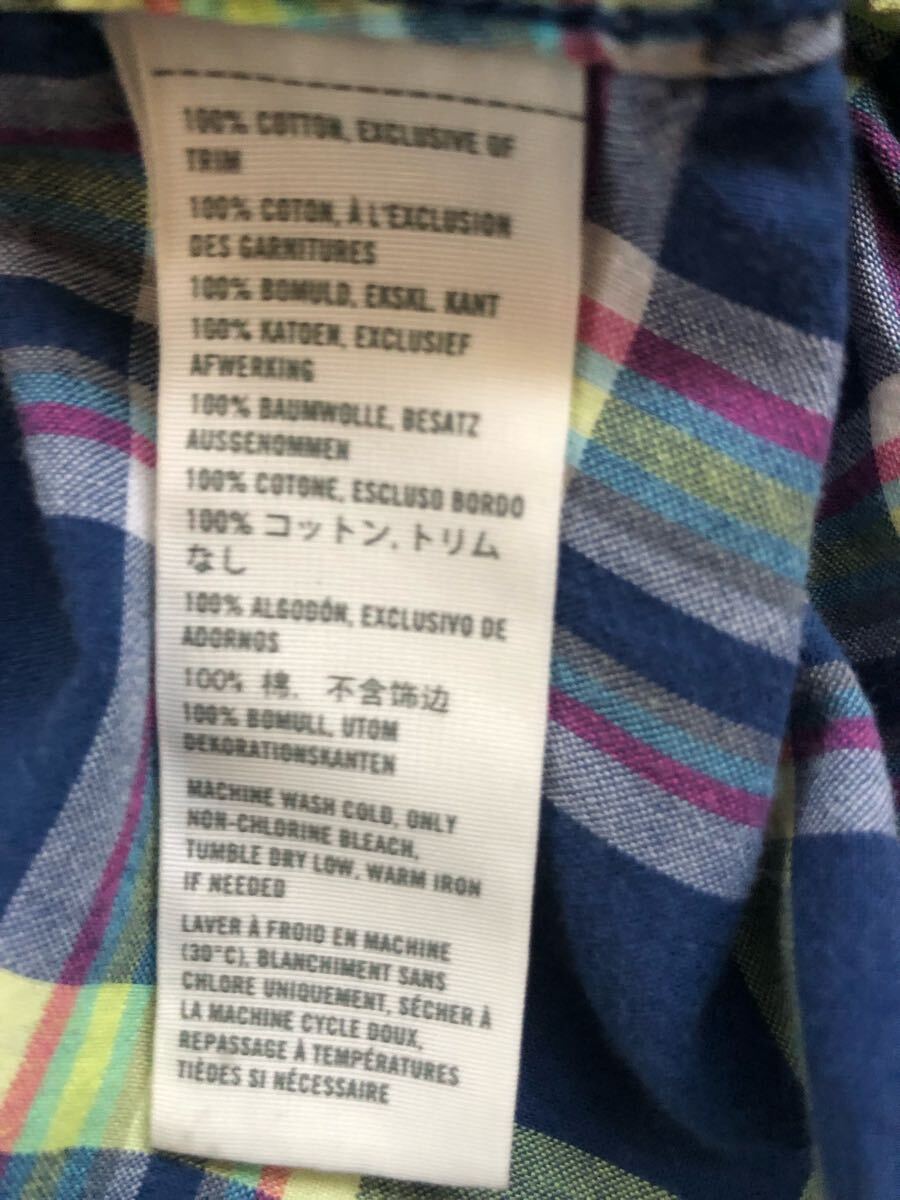 100% COTTON, EXCLUSIVE OF
TRIM
100% COTON, À L'EXCLUSION
DES GARNITURES
100% BOMULD, EKSKL. KANT
100% KATOEN, EXCLUSIEF
AFWERKING
100% BAUMWOLLE, BESATZ
AUSGENOMMEN
100% COTONE, ESCLUSO BORDO
100% コットン, トリム
なし
100% ALGODÓN, EXCLUSIVO DE
ADORNOS
100% 棉, 不含饰边
100% BOMULL, UTOM
DEKORATIONSKANTEN
MACHINE WASH COLD, ONLY
NON-CHLORINE BLEACH,
TUMBLE DRY LOW, WARM IRON
IF NEEDED
LAVER À FROID EN MACHINE
(30°C), BLANCHIMENT SANS
CHLORE UNIQUEMENT, SÉCHER À
LA MACHINE CYCLE DOUX,
REPASSAGE À TEMPÉRATURES
TIÈDES SI NÉCESSAIRE